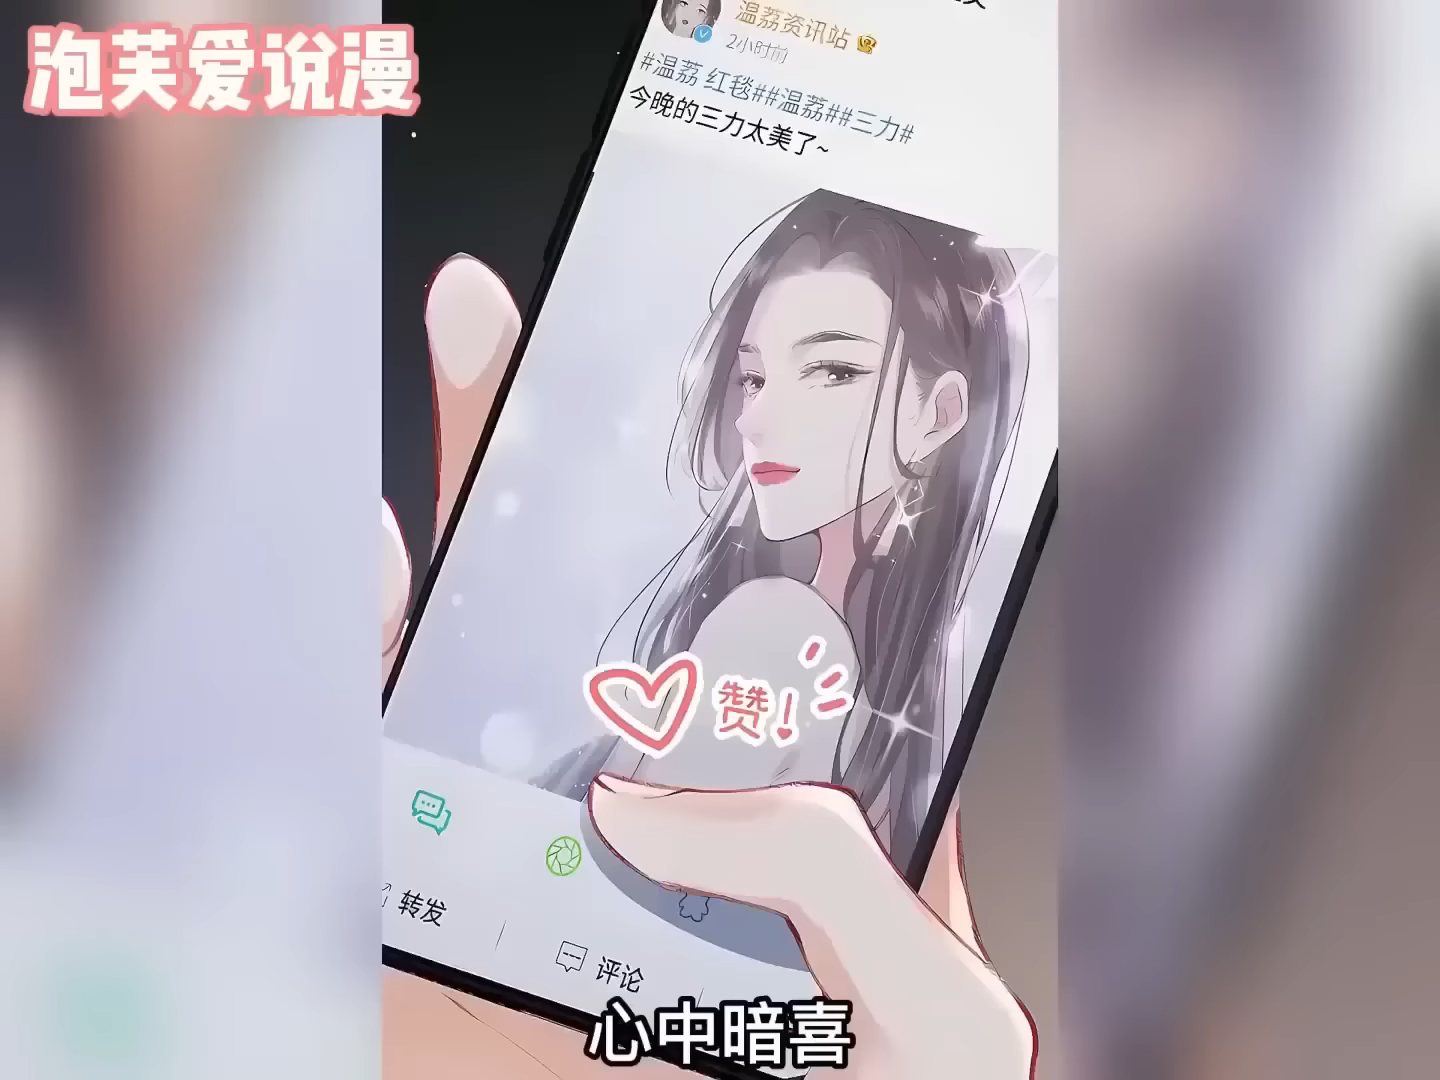 泡芙爱说漫
温荔资讯站
2小时前
#温荔 红毯##温荔##三力#
今晚的三力太美了~
赞!
转发
评论
心中暗喜